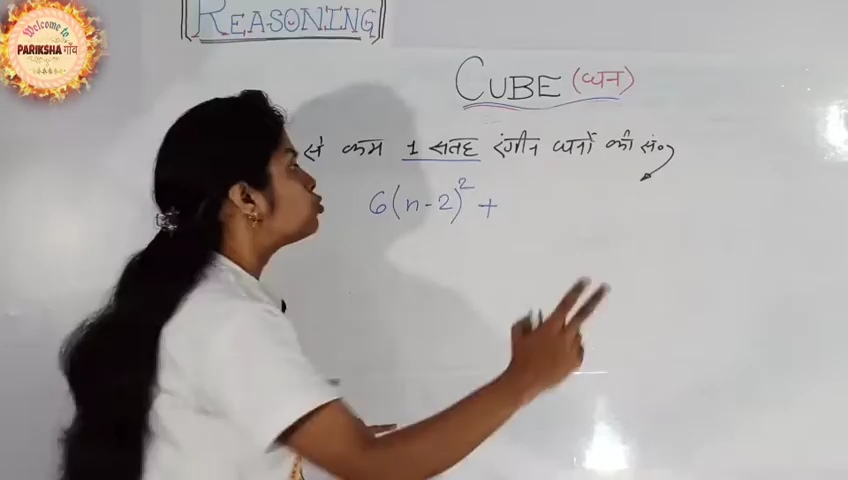 Welcome to
PARIKSHA गाँव
REASONING
CUBE (घन)
से कम 1 सतह रंगीन घनों की सं०
6(n-2)² +